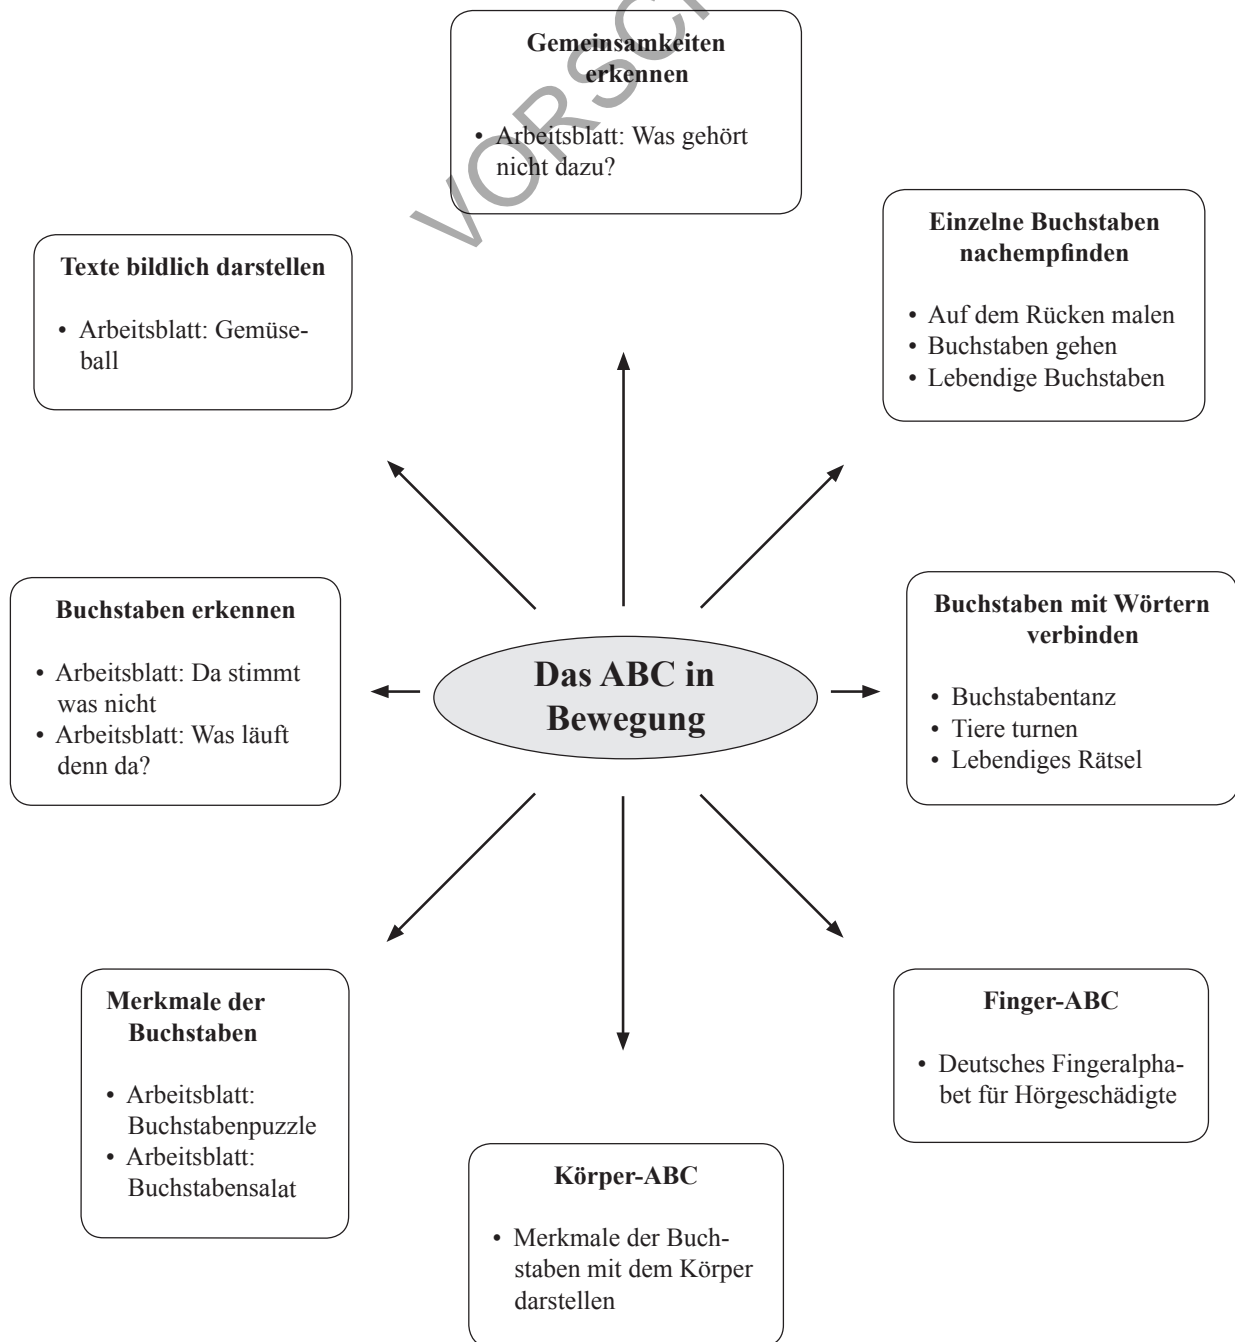 Gemeinsamkeiten
erkennen
• Arbeitsblatt: Was gehört
nicht dazu?
Einzelne Buchstaben
nachempfinden
• Auf dem Rücken malen
• Buchstaben gehen
• Lebendige Buchstaben
Texte bildlich darstellen
• Arbeitsblatt: Gemüse-
ball
Buchstaben erkennen
• Arbeitsblatt: Da stimmt
was nicht
• Arbeitsblatt: Was läuft
denn da?
Das ABC in
Bewegung
Buchstaben mit Wörtern
verbinden
• Buchstabentanz
• Tiere turnen
• Lebendiges Rätsel
Merkmale der
Buchstaben
• Arbeitsblatt:
Buchstabenpuzzle
• Arbeitsblatt:
Buchstabensalat
Finger-ABC
• Deutsches Fingeralpha-
bet für Hörgeschädigte
Körper-ABC
• Merkmale der Buch-
staben mit dem Körper
darstellen